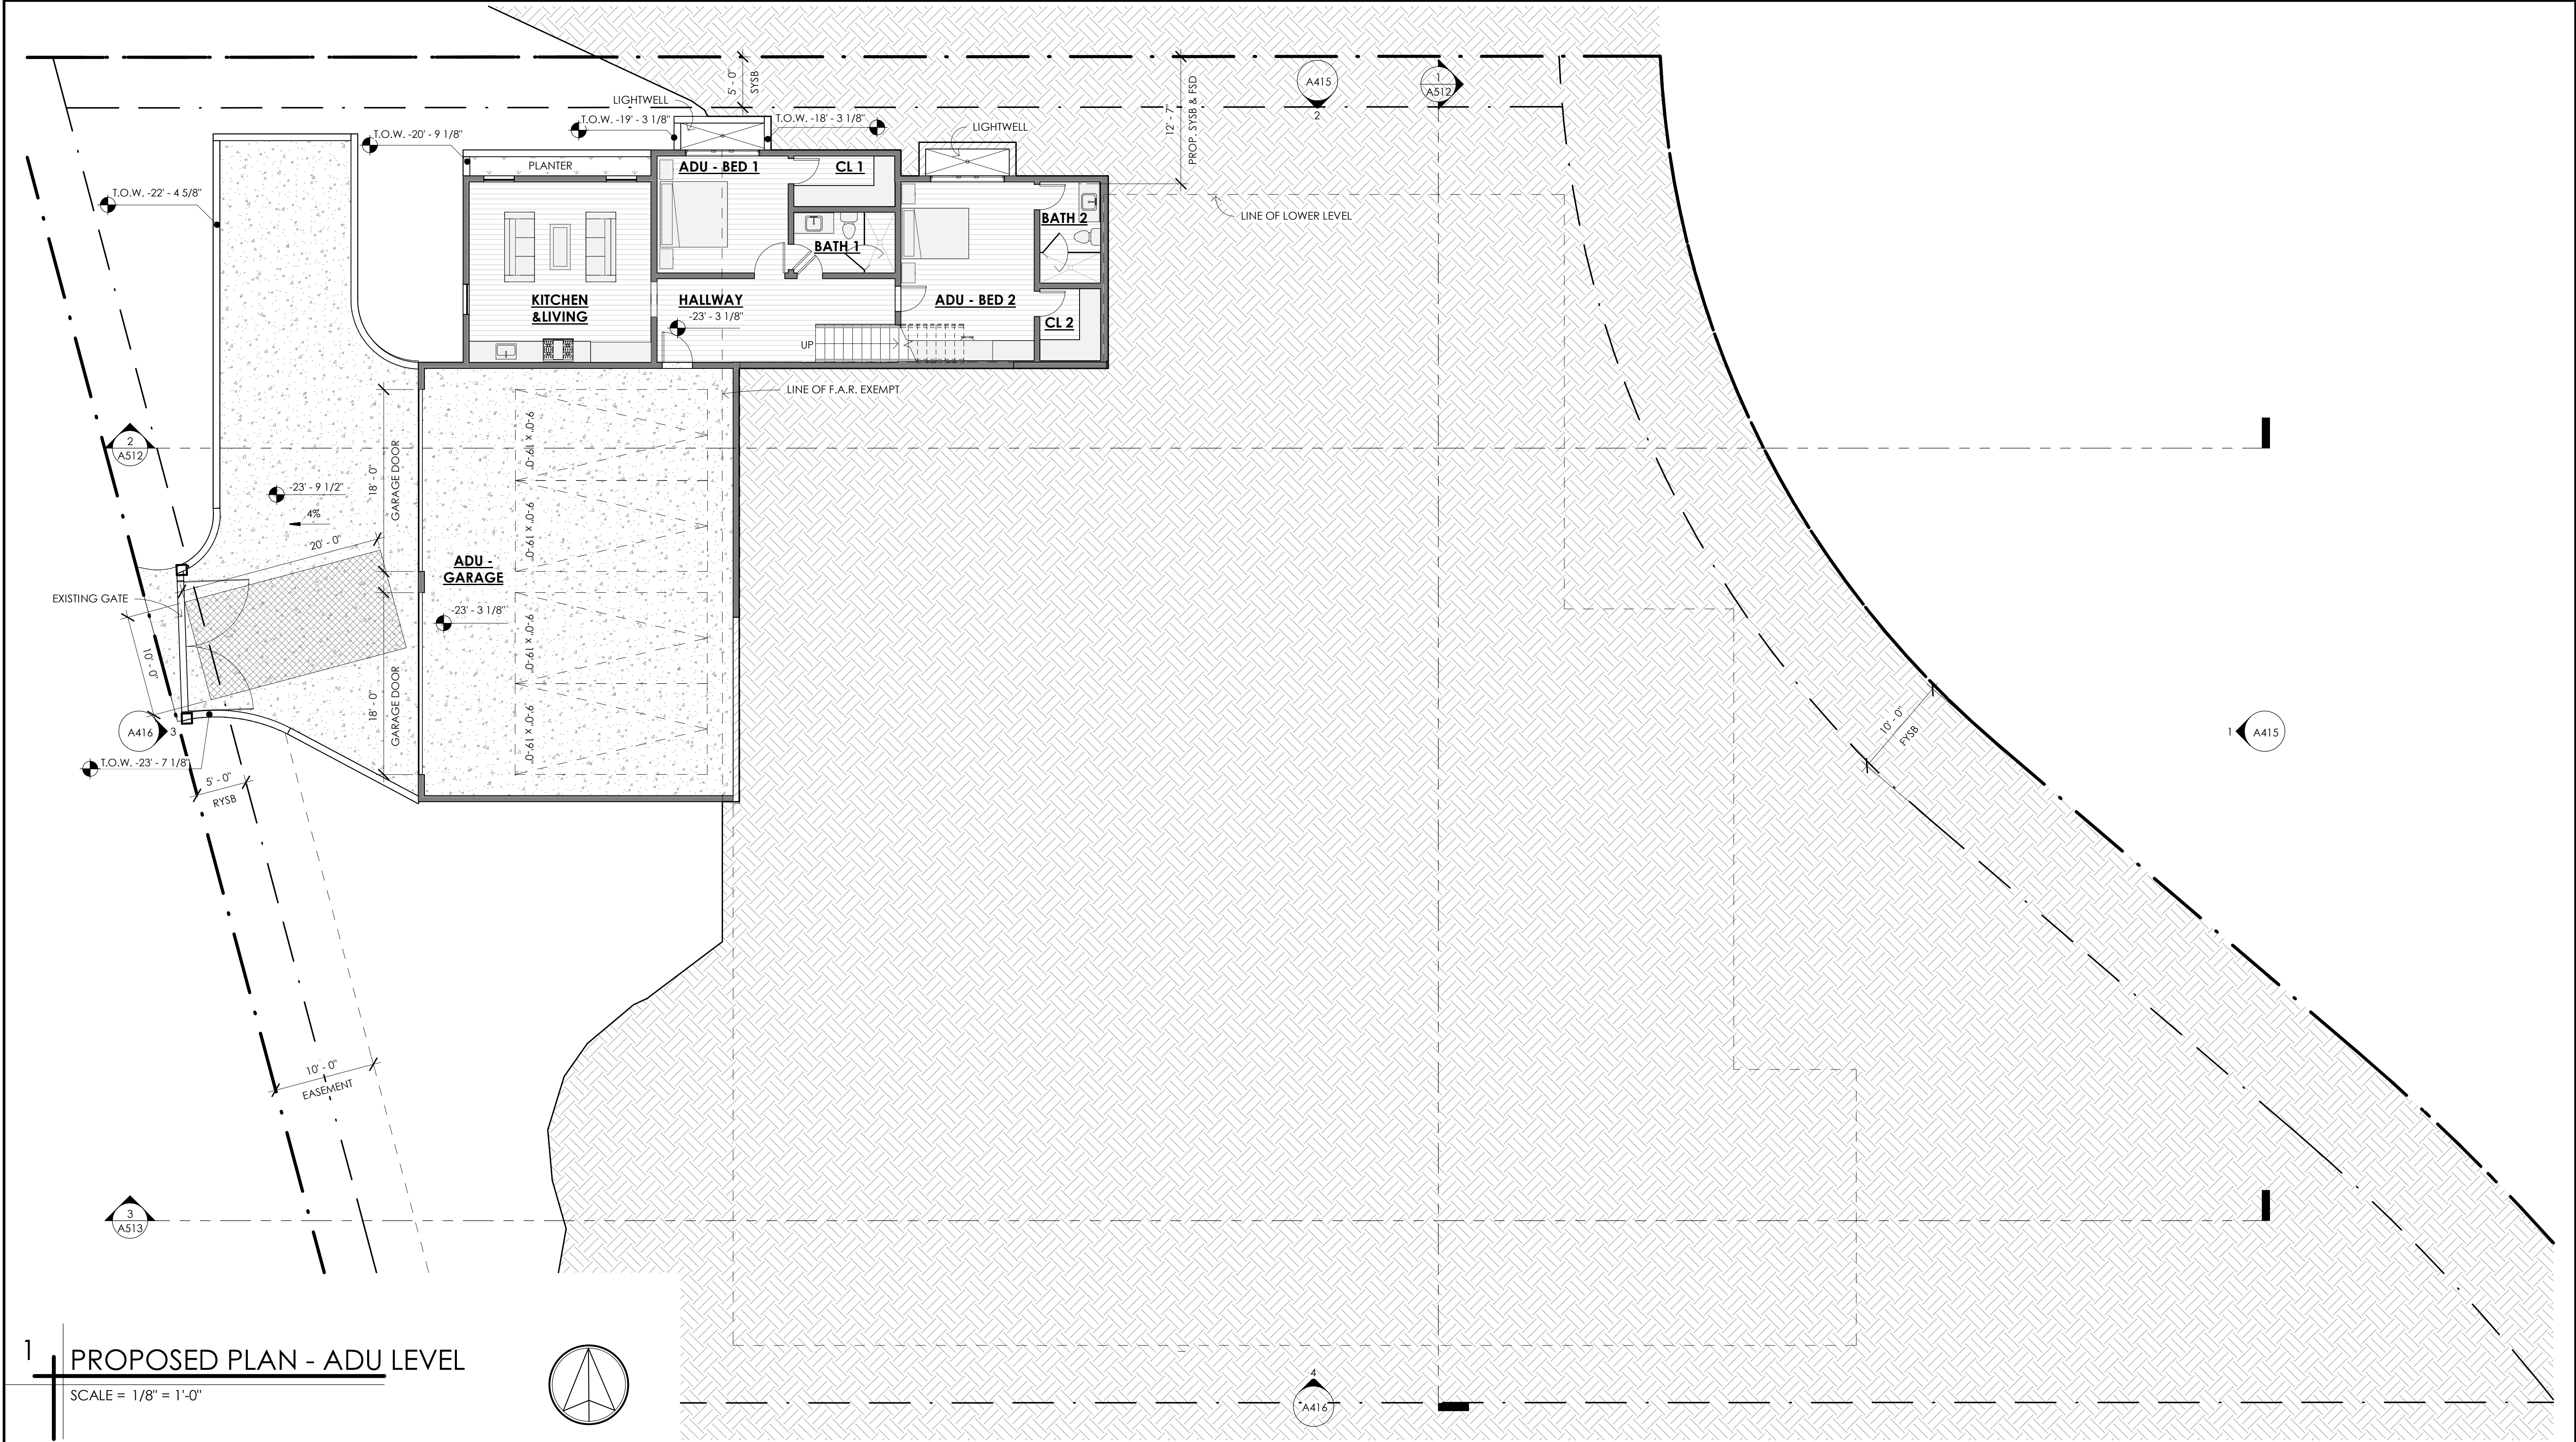 5' - 0"
SYSB
12' - 7"
PROP. SYSB & FSD
A415
2
1
A512
LIGHTWELL
T.O.W. -19' - 3 1/8"
T.O.W. -18' - 3 1/8"
T.O.W. -20' - 9 1/8"
LIGHTWELL
T.O.W. -22' - 4 5/8"
PLANTER
ADU - BED 1
CL 1
BATH 2
LINE OF LOWER LEVEL
BATH 1
KITCHEN
&LIVING
HALLWAY
-23' - 3 1/8"
ADU - BED 2
CL 2
UP
LINE OF F.A.R. EXEMPT
9'-0" x 19'-0"
9'-0" x 19'-0"
9'-0" x 19'-0"
9'-0" x 19'-0"
2
A512
18' - 0"
GARAGE DOOR
-23' - 9 1/2"
4%
20' - 0"
ADU -
GARAGE
-23' - 3 1/8"
EXISTING GATE
10' - 0"
18' - 0"
GARAGE DOOR
A416
3
T.O.W. -23' - 7 1/8"
5' - 0"
RYSB
10' - 0"
FYSB
1
A415
10' - 0"
EASEMENT
3
A513
4
A416
1
PROPOSED PLAN - ADU LEVEL
SCALE = 1/8" = 1'-0"